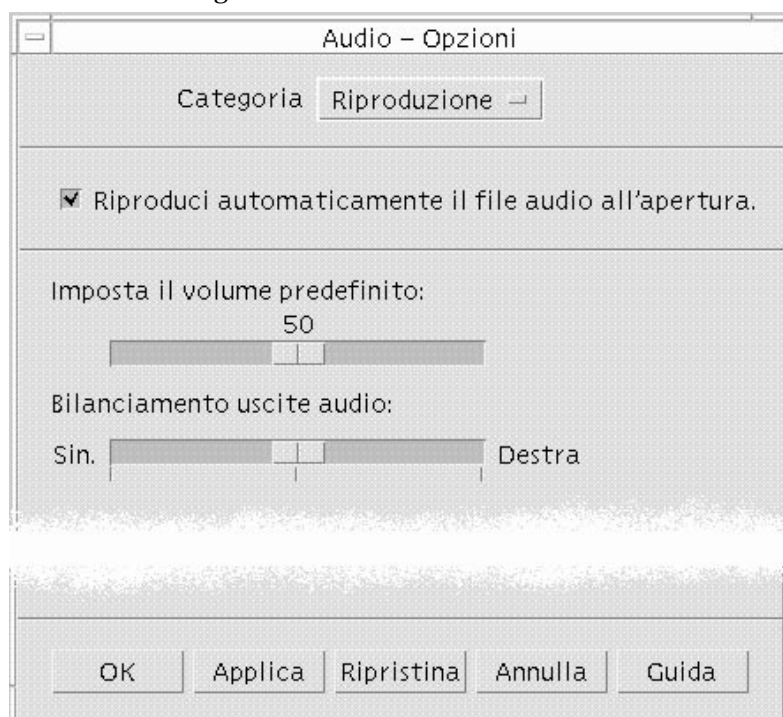 Audio – Opzioni
Categoria Riproduzione
Riproduci automaticamente il file audio all'apertura.
Imposta il volume predefinito:
50
Bilanciamento uscite audio:
Sin. Destra
OK Applica Ripristina Annulla Guida